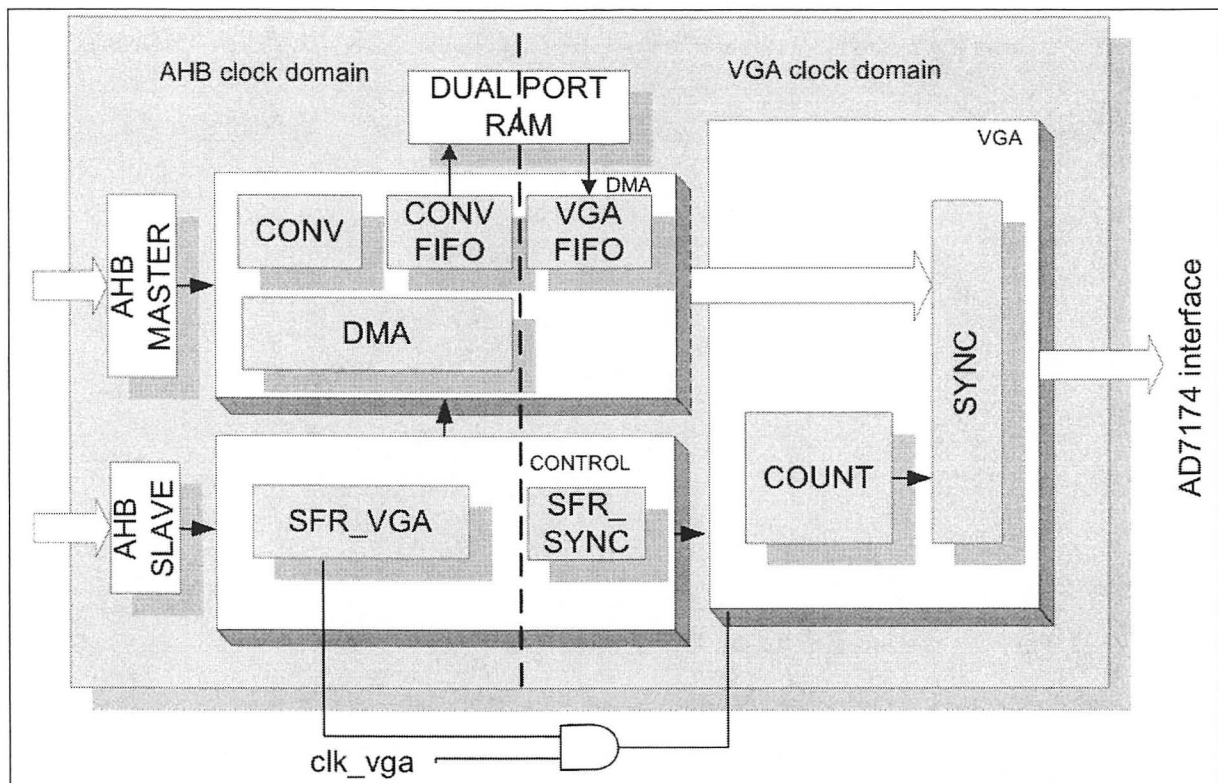 AHB clock domain
VGA clock domain
DUAL PORT
RAM
VGA
DMA
AHB
MASTER
CONV
CONV
FIFO
VGA
FIFO
DMA
SYNC
AD7174 interface
CONTROL
AHB
SLAVE
SFR_VGA
SFR_
SYNC
COUNT
clk_vga